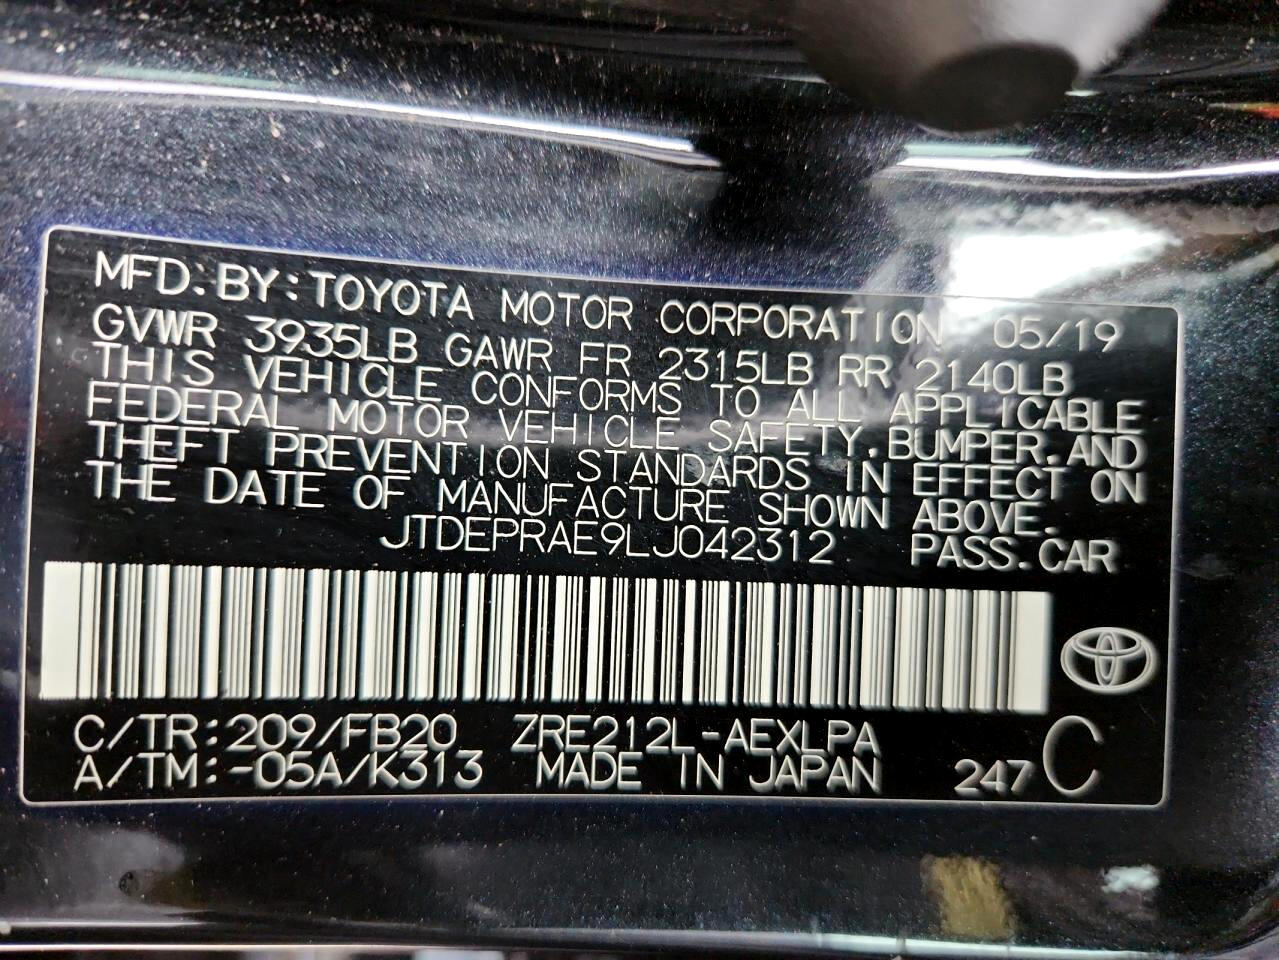 MFD. BY: TOYOTA MOTOR CORPORATION 05/19
GVWR 3935LB GAWR FR 2315LB RR 2140LB
THIS VEHICLE CONFORMS TO ALL APPLICABLE
FEDERAL MOTOR VEHICLE SAFETY, BUMPER, AND
THEFT PREVENTION STANDARDS IN EFFECT ON
THE DATE OF MANUFACTURE SHOWN ABOVE.
JTDEPRAE9LJ042312 PASS. CAR
C/TR: 209/FB20 ZRE212L-AEXLPA
A/TM: -05A/K313 MADE IN JAPAN 247 C